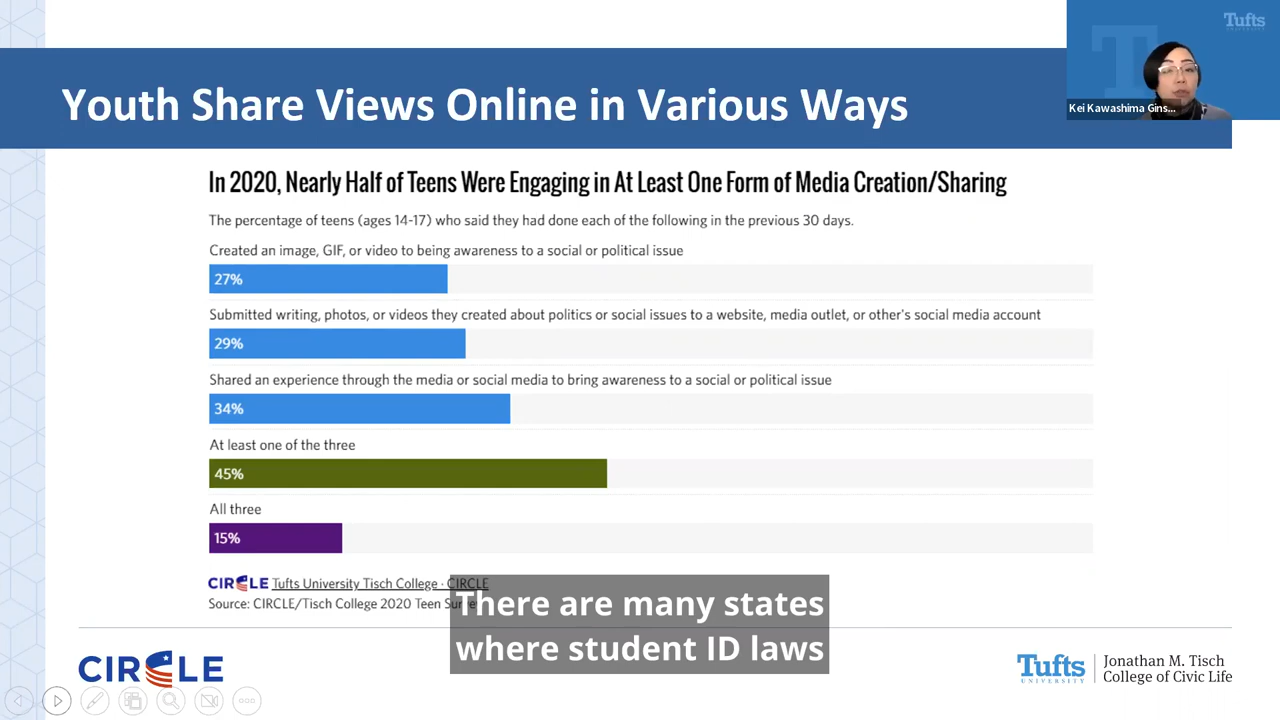 Tufts
UNIVERSITY
Kei Kawashima Gins...
Youth Share Views Online in Various Ways
In 2020, Nearly Half of Teens Were Engaging in At Least One Form of Media Creation/Sharing
The percentage of teens (ages 14-17) who said they had done each of the following in the previous 30 days.
Created an image, GIF, or video to being awareness to a social or political issue
27%
Submitted writing, photos, or videos they created about politics or social issues to a website, media outlet, or other's social media account
29%
Shared an experience through the media or social media to bring awareness to a social or political issue
34%
At least one of the three
45%
All three
15%
CIRCLE Tufts University Tisch College · CIRCLE
Source: CIRCLE/Tisch College 2020 Teen
There are many states
where student ID laws
CIRCLE
Tufts
UNIVERSITY
Jonathan M. Tisch
College of Civic Life